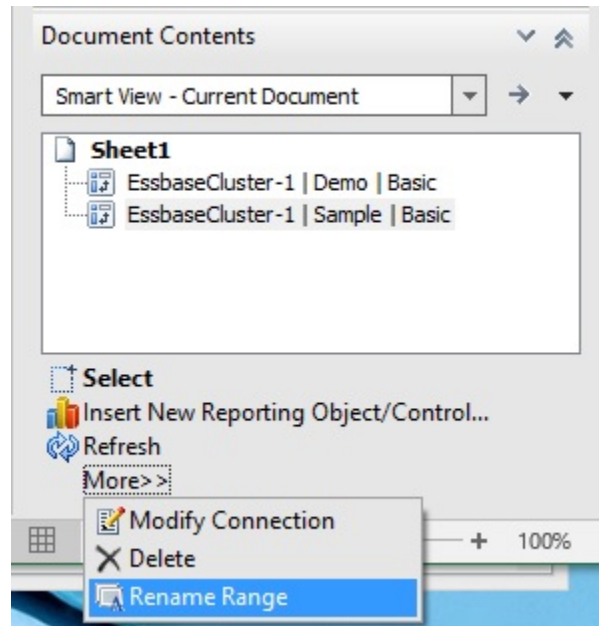 Document Contents
Smart View - Current Document
Sheet1
EssbaseCluster-1 | Demo | Basic
EssbaseCluster-1 | Sample | Basic
Select
Insert New Reporting Object/Control...
Refresh
More>>
Modify Connection
100%
Delete
Rename Range